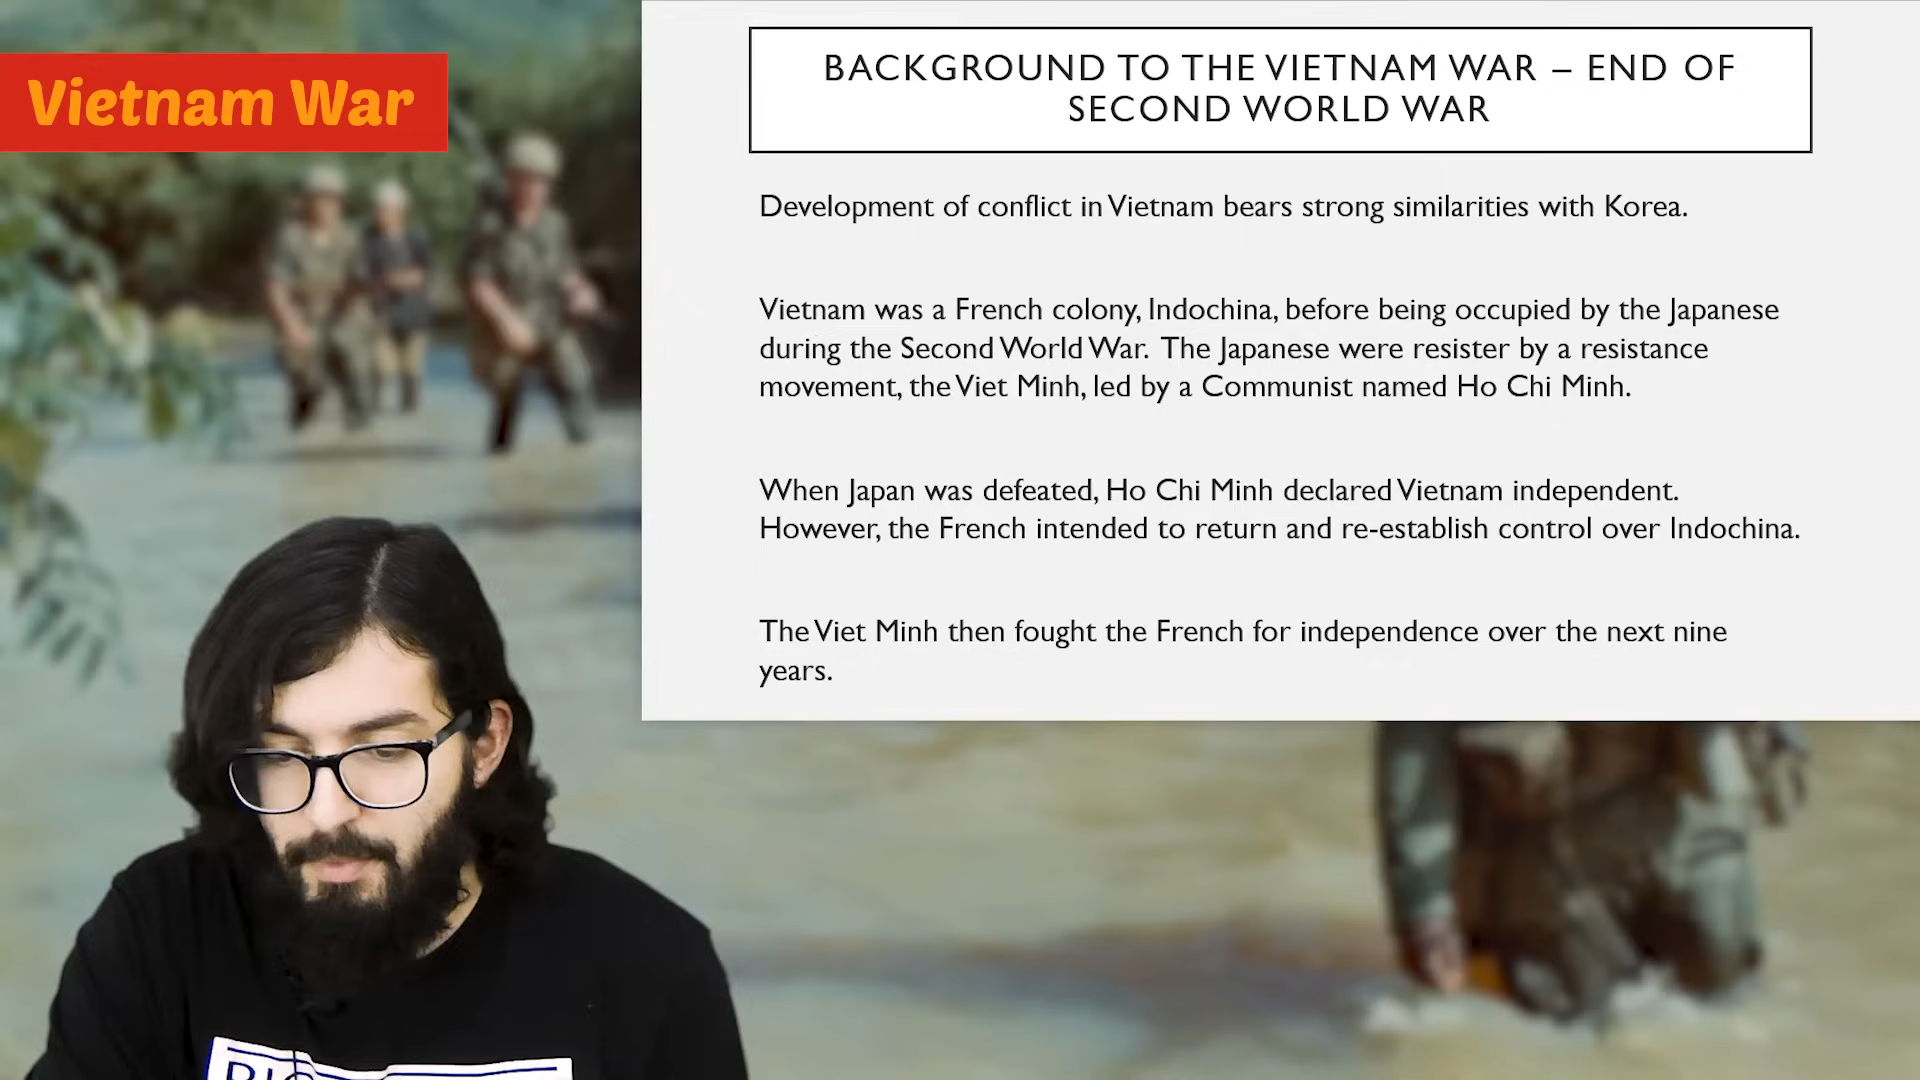 Vietnam War
BACKGROUND TO THE VIETNAM WAR – END OF
SECOND WORLD WAR
Development of conflict in Vietnam bears strong similarities with Korea.
Vietnam was a French colony, Indochina, before being occupied by the Japanese
during the Second World War. The Japanese were resister by a resistance
movement, the Viet Minh, led by a Communist named Ho Chi Minh.
When Japan was defeated, Ho Chi Minh declared Vietnam independent.
However, the French intended to return and re-establish control over Indochina.
The Viet Minh then fought the French for independence over the next nine
years.